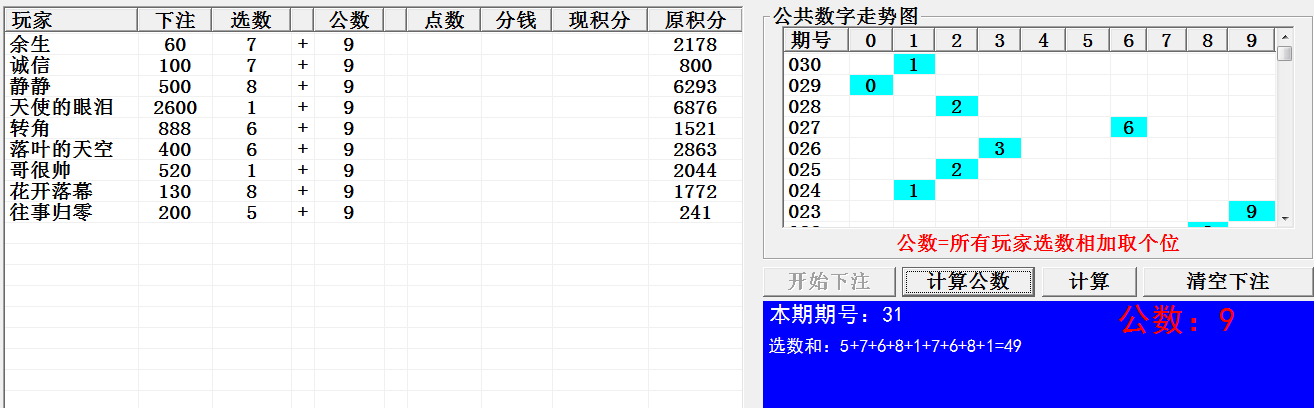 玩家 下注 选数 公数 点数 分钱 现积分 原积分
余生 60 7 + 9 2178
诚信 100 7 + 9 800
静静 500 8 + 9 6293
天使的眼泪 2600 1 + 9 6876
转角 888 6 + 9 1521
落叶的天空 400 6 + 9 2863
哥很帅 520 1 + 9 2044
花开落幕 130 8 + 9 1772
往事归零 200 5 + 9 241
公共数字走势图
期号 0 1 2 3 4 5 6 7 8 9
030 1
029 0
028 2
027 6
026 3
025 2
024 1
023 9
公数=所有玩家选数相加取个位
开始下注 计算公数 计算 清空下注
本期期号：31 公数：9
选数和：5+7+6+8+1+7+6+8+1=49